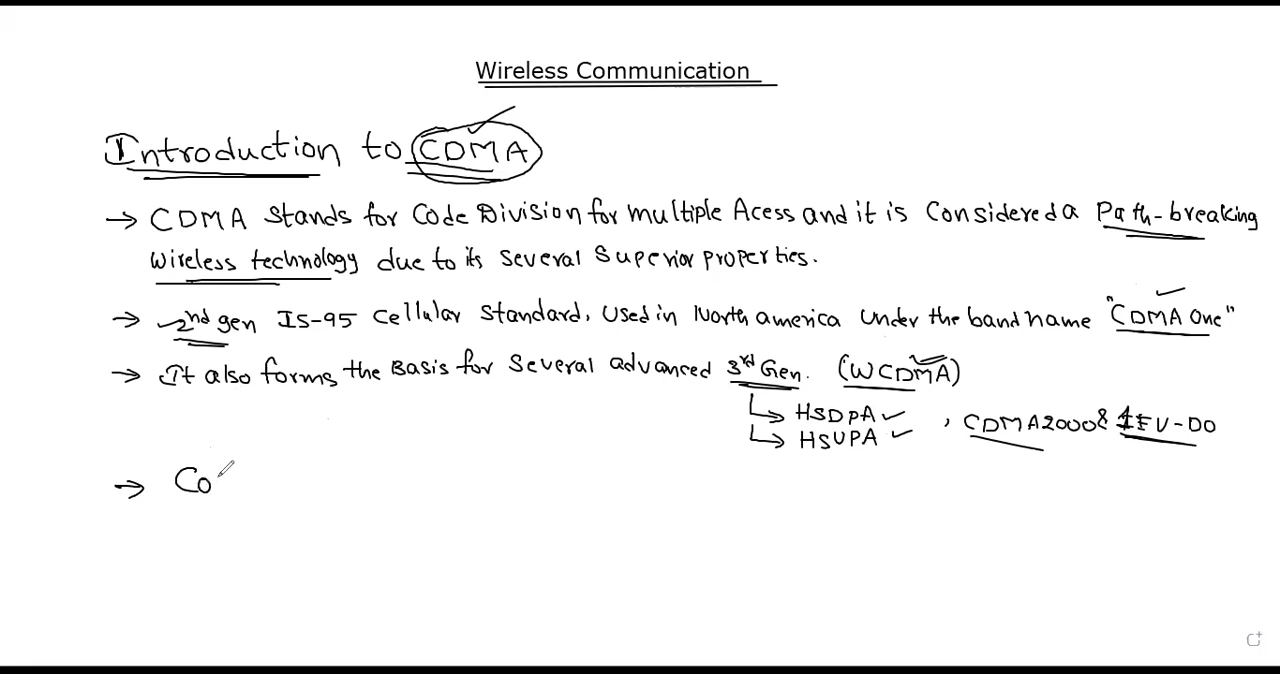 Wireless Communication
Introduction to CDMA
→ CDMA Stands for Code Division for multiple Acess and it is Considered a Path-breaking
wireless technology due to its Several Superior properties.
→ 2nd gen IS-95 Cellular Standard, used in North america under the band name "CDMA One"
→ It also forms the Basis for Several advanced 3rd Gen. (WCDMA)
↳ HSDPA ✓
, CDMA2000 & 1EV-DO
↳ HSUPA ✓
→ Co